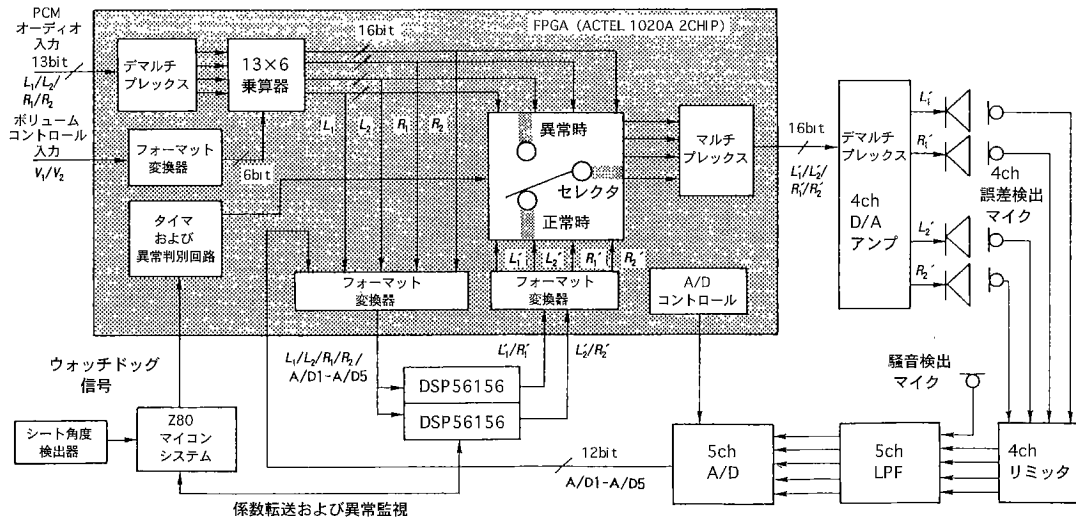 PCM
オーディオ
入力
13bit
L₁/L₂/
R₁/R₂
ボリューム
コントロール
入力
V₁/V₂
FPGA (ACTEL 1020A 2CHIP)
デマルチ
プレックス
13×6
乗算器
16bit
フォーマット
変換器
6bit
L₁
L₂
R₁
R₂
タイマ
および
異常判別回路
異常時
セレクタ
正常時
マルチ
プレックス
16bit
L₁′/L₂′/
R₁′/R₂′
デマルチ
プレックス
4ch
D/A
アンプ
L₁′
R₁′
L₂′
R₂′
4ch
誤差検出
マイク
L₁′
L₂′
R₁′
R₂′
フォーマット
変換器
フォーマット
変換器
A/D
コントロール
ウォッチドッグ
信号
L₁/L₂/R₁/R₂/
A/D1-A/D5
L₁′/R₁′
L₂′/R₂′
DSP56156
DSP56156
騒音検出
マイク
シート角度
検出器
Z80
マイコン
システム
12bit
A/D1-A/D5
5ch
A/D
5ch
LPF
4ch
リミッタ
係数転送および異常監視